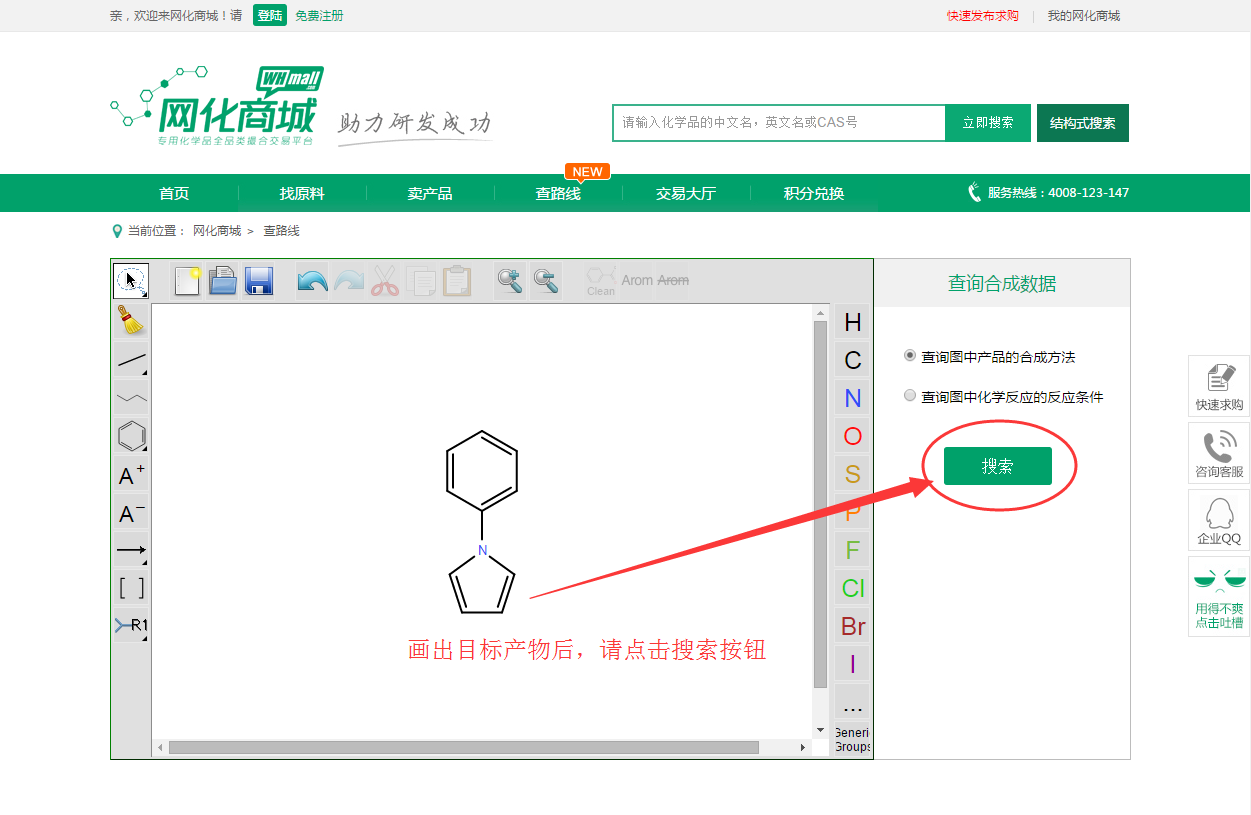 亲，欢迎来网化商城！请 登陆 免费注册
快速发布求购 | 我的网化商城
WHmall
.com
网化商城
专用化学品全品类撮合交易平台
助力研发成功
请输入化学品的中文名，英文名或CAS号
立即搜索
结构式搜索
NEW
首页
找原料
卖产品
查路线
交易大厅
积分兑换
服务热线：4008-123-147
当前位置： 网化商城 > 查路线
Clean
Arom
Arom
A+
A−
[ ]
R1
N
画出目标产物后，请点击搜索按钮
H
C
N
O
S
P
F
Cl
Br
I
...
Generi
Groups
查询合成数据
查询图中产品的合成方法
查询图中化学反应的反应条件
搜索
快速求购
咨询客服
企业QQ
用得不爽
点击吐槽